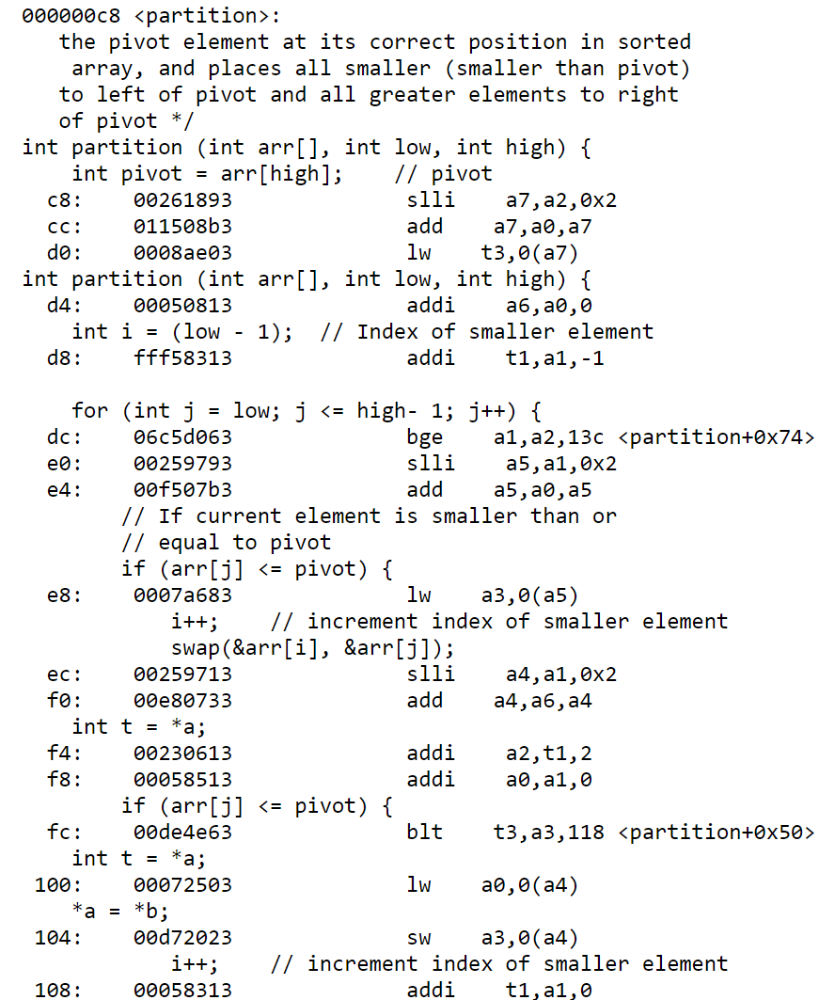 000000c8 <partition>:
the pivot element at its correct position in sorted
array, and places all smaller (smaller than pivot)
to left of pivot and all greater elements to right
of pivot */
int partition (int arr[], int low, int high) {
int pivot = arr[high];    // pivot
c8:    00261893    slli    a7,a2,0x2
cc:    011508b3    add    a7,a0,a7
d0:    0008ae03    lw    t3,0(a7)
int partition (int arr[], int low, int high) {
d4:    00050813    addi    a6,a0,0
int i = (low - 1);  // Index of smaller element
d8:    fff58313    addi    t1,a1,-1
for (int j = low; j <= high- 1; j++) {
dc:    06c5d063    bge    a1,a2,13c <partition+0x74>
e0:    00259793    slli    a5,a1,0x2
e4:    00f507b3    add    a5,a0,a5
// If current element is smaller than or
// equal to pivot
if (arr[j] <= pivot) {
e8:    0007a683    lw    a3,0(a5)
i++;    // increment index of smaller element
swap(&arr[i], &arr[j]);
ec:    00259713    slli    a4,a1,0x2
f0:    00e80733    add    a4,a6,a4
int t = *a;
f4:    00230613    addi    a2,t1,2
f8:    00058513    addi    a0,a1,0
if (arr[j] <= pivot) {
fc:    00de4e63    blt    t3,a3,118 <partition+0x50>
int t = *a;
100:    00072503    lw    a0,0(a4)
*a = *b;
104:    00d72023    sw    a3,0(a4)
i++;    // increment index of smaller element
108:    00058313    addi    t1,a1,0